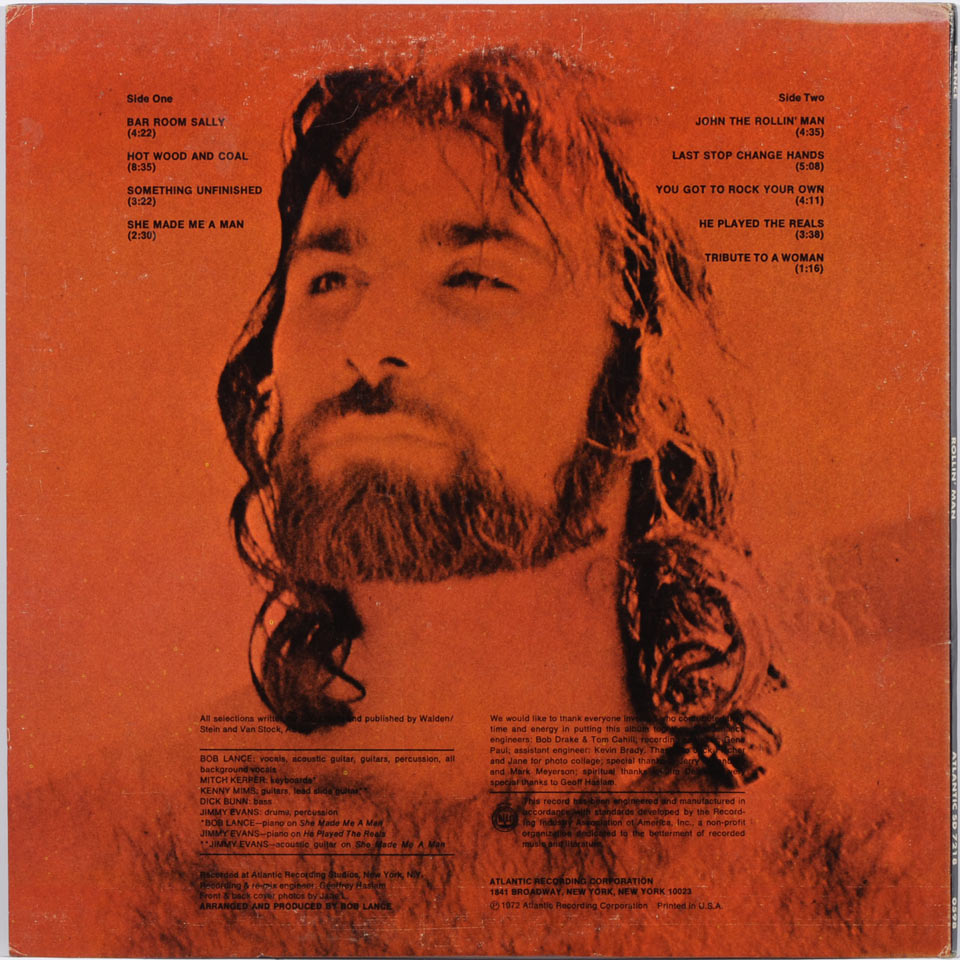 Side One
BAR ROOM SALLY
(4:22)
HOT WOOD AND COAL
(8:35)
SOMETHING UNFINISHED
(3:22)
SHE MADE ME A MAN
(2:30)
Side Two
JOHN THE ROLLIN' MAN
(4:35)
LAST STOP CHANGE HANDS
(5:08)
YOU GOT TO ROCK YOUR OWN
(4:11)
HE PLAYED THE REALS
(3:38)
TRIBUTE TO A WOMAN
(1:16)
All selections and published by Walden/
Stein and Van Stock,
BOB LANCE: vocals, acoustic guitar, guitars, percussion, all
background vocals
MITCH KERPER: keyboards*
KENNY MIMS: guitars, lead slide guitar**
DICK BUNN: bass
JIMMY EVANS: drums, percussion
*BOB LANCE—piano on She Made Me A Man
JIMMY EVANS—piano on He Played The Reals
**JIMMY EVANS—acoustic guitar on She Made Me A Man
Recorded at Atlantic Recording Studios, New York, N.Y.
Recording & re-mix engineer: Geoffrey Haslam
Front & back cover photos by Jane L.
ARRANGED AND PRODUCED BY BOB LANCE
We would like to thank everyone
time and energy in putting this album
engineers: Bob Drake & Tom Cahill; Gene
Paul; assistant engineer: Kevin Brady.
and Jane for photo collage; special thanks
and Mark Meyerson; spiritual thanks
special thanks to Geoff Haslam.
This record has been engineered and manufactured in
accordance with standards developed by the Record-
ing Industry Association of America, Inc., a non-profit
organization dedicated to the betterment of recorded
music and literature.
ATLANTIC RECORDING CORPORATION
1841 BROADWAY, NEW YORK, NEW YORK 10023
Ⓟ 1972 Atlantic Recording Corporation Printed in U.S.A.
LANCE
ROLLIN' MAN
ATLANTIC SD 7218
0598